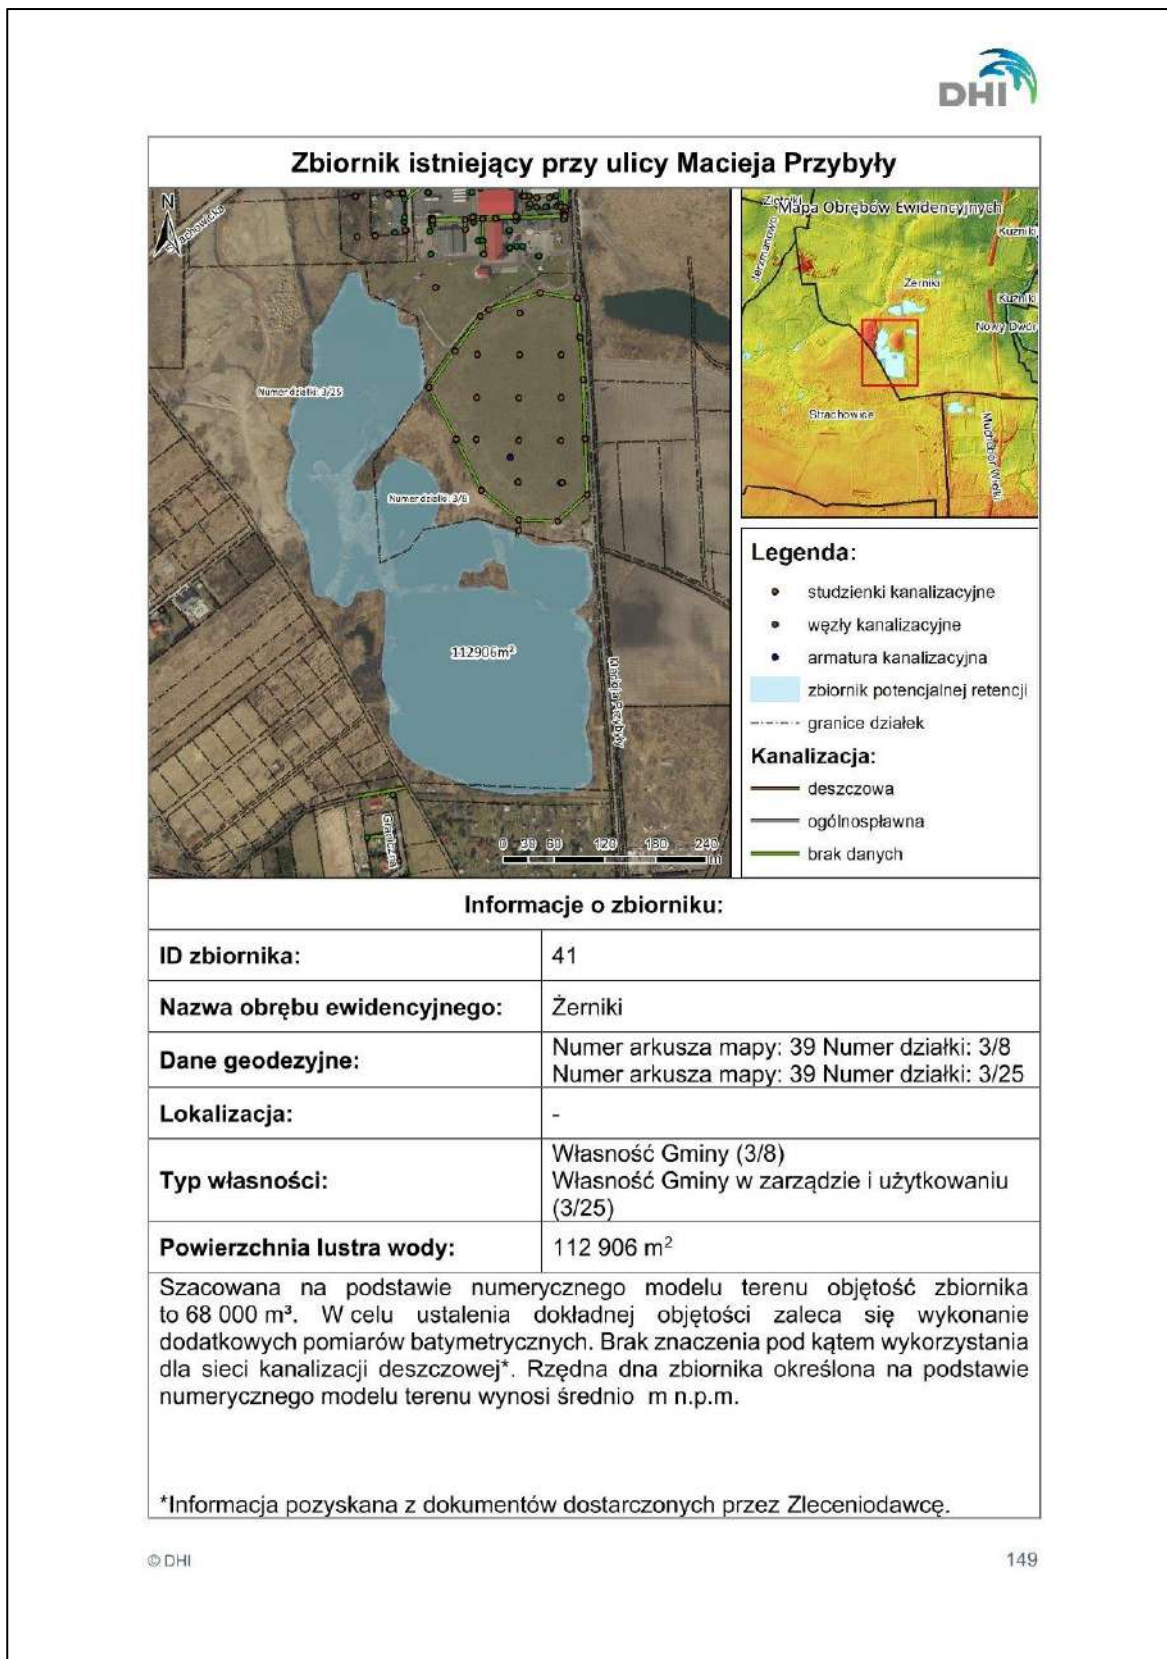 DHI
Zbiornik istniejący przy ulicy Macieja Przybyły
N
Strachowicka
Numer działki: 3/25
Numer działki: 3/8
112906m²
Macieja Przybyły
Graniczna
0 30 60 120 180 240
m
Mapa Obrębów Ewidencyjnych
Jerzmanowo
Kuźniki
Żerniki
Kuźniki
Nowy Dwór
Strachowice
Muchobór Wielki
Legenda:
studzienki kanalizacyjne
węzły kanalizacyjne
armatura kanalizacyjna
zbiornik potencjalnej retencji
granice działek
Kanalizacja:
deszczowa
ogólnospławna
brak danych
Informacje o zbiorniku:
ID zbiornika: 41
Nazwa obrębu ewidencyjnego: Żerniki
Dane geodezyjne: Numer arkusza mapy: 39 Numer działki: 3/8
Numer arkusza mapy: 39 Numer działki: 3/25
Lokalizacja: -
Typ własności: Własność Gminy (3/8)
Własność Gminy w zarządzie i użytkowaniu
(3/25)
Powierzchnia lustra wody: 112 906 m²
Szacowana na podstawie numerycznego modelu terenu objętość zbiornika
to 68 000 m³. W celu ustalenia dokładnej objętości zaleca się wykonanie
dodatkowych pomiarów batymetrycznych. Brak znaczenia pod kątem wykorzystania
dla sieci kanalizacji deszczowej*. Rzędna dna zbiornika określona na podstawie
numerycznego modelu terenu wynosi średnio m n.p.m.
*Informacja pozyskana z dokumentów dostarczonych przez Zleceniodawcę.
© DHI
149